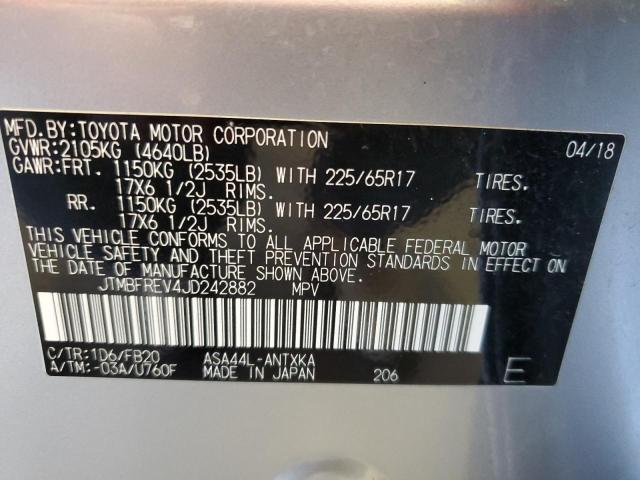 MFD.BY:TOYOTA MOTOR CORPORATION 04/18
GVWR:2105KG (4640LB)
GAWR:FRT. 1150KG (2535LB) WITH 225/65R17 TIRES.
17X6 1/2J RIMS.
RR. 1150KG (2535LB) WITH 225/65R17 TIRES.
17X6 1/2J RIMS.
THIS VEHICLE CONFORMS TO ALL APPLICABLE FEDERAL MOTOR
VEHICLE SAFETY AND THEFT PREVENTION STANDARDS IN EFFECT ON
THE DATE OF MANUFACTURE SHOWN ABOVE.
JTMBFREV4JD242882 MPV
C/TR:1D6/FB20 ASA44L-ANTXKA
A/TM:-03A/U760F MADE IN JAPAN 206 E